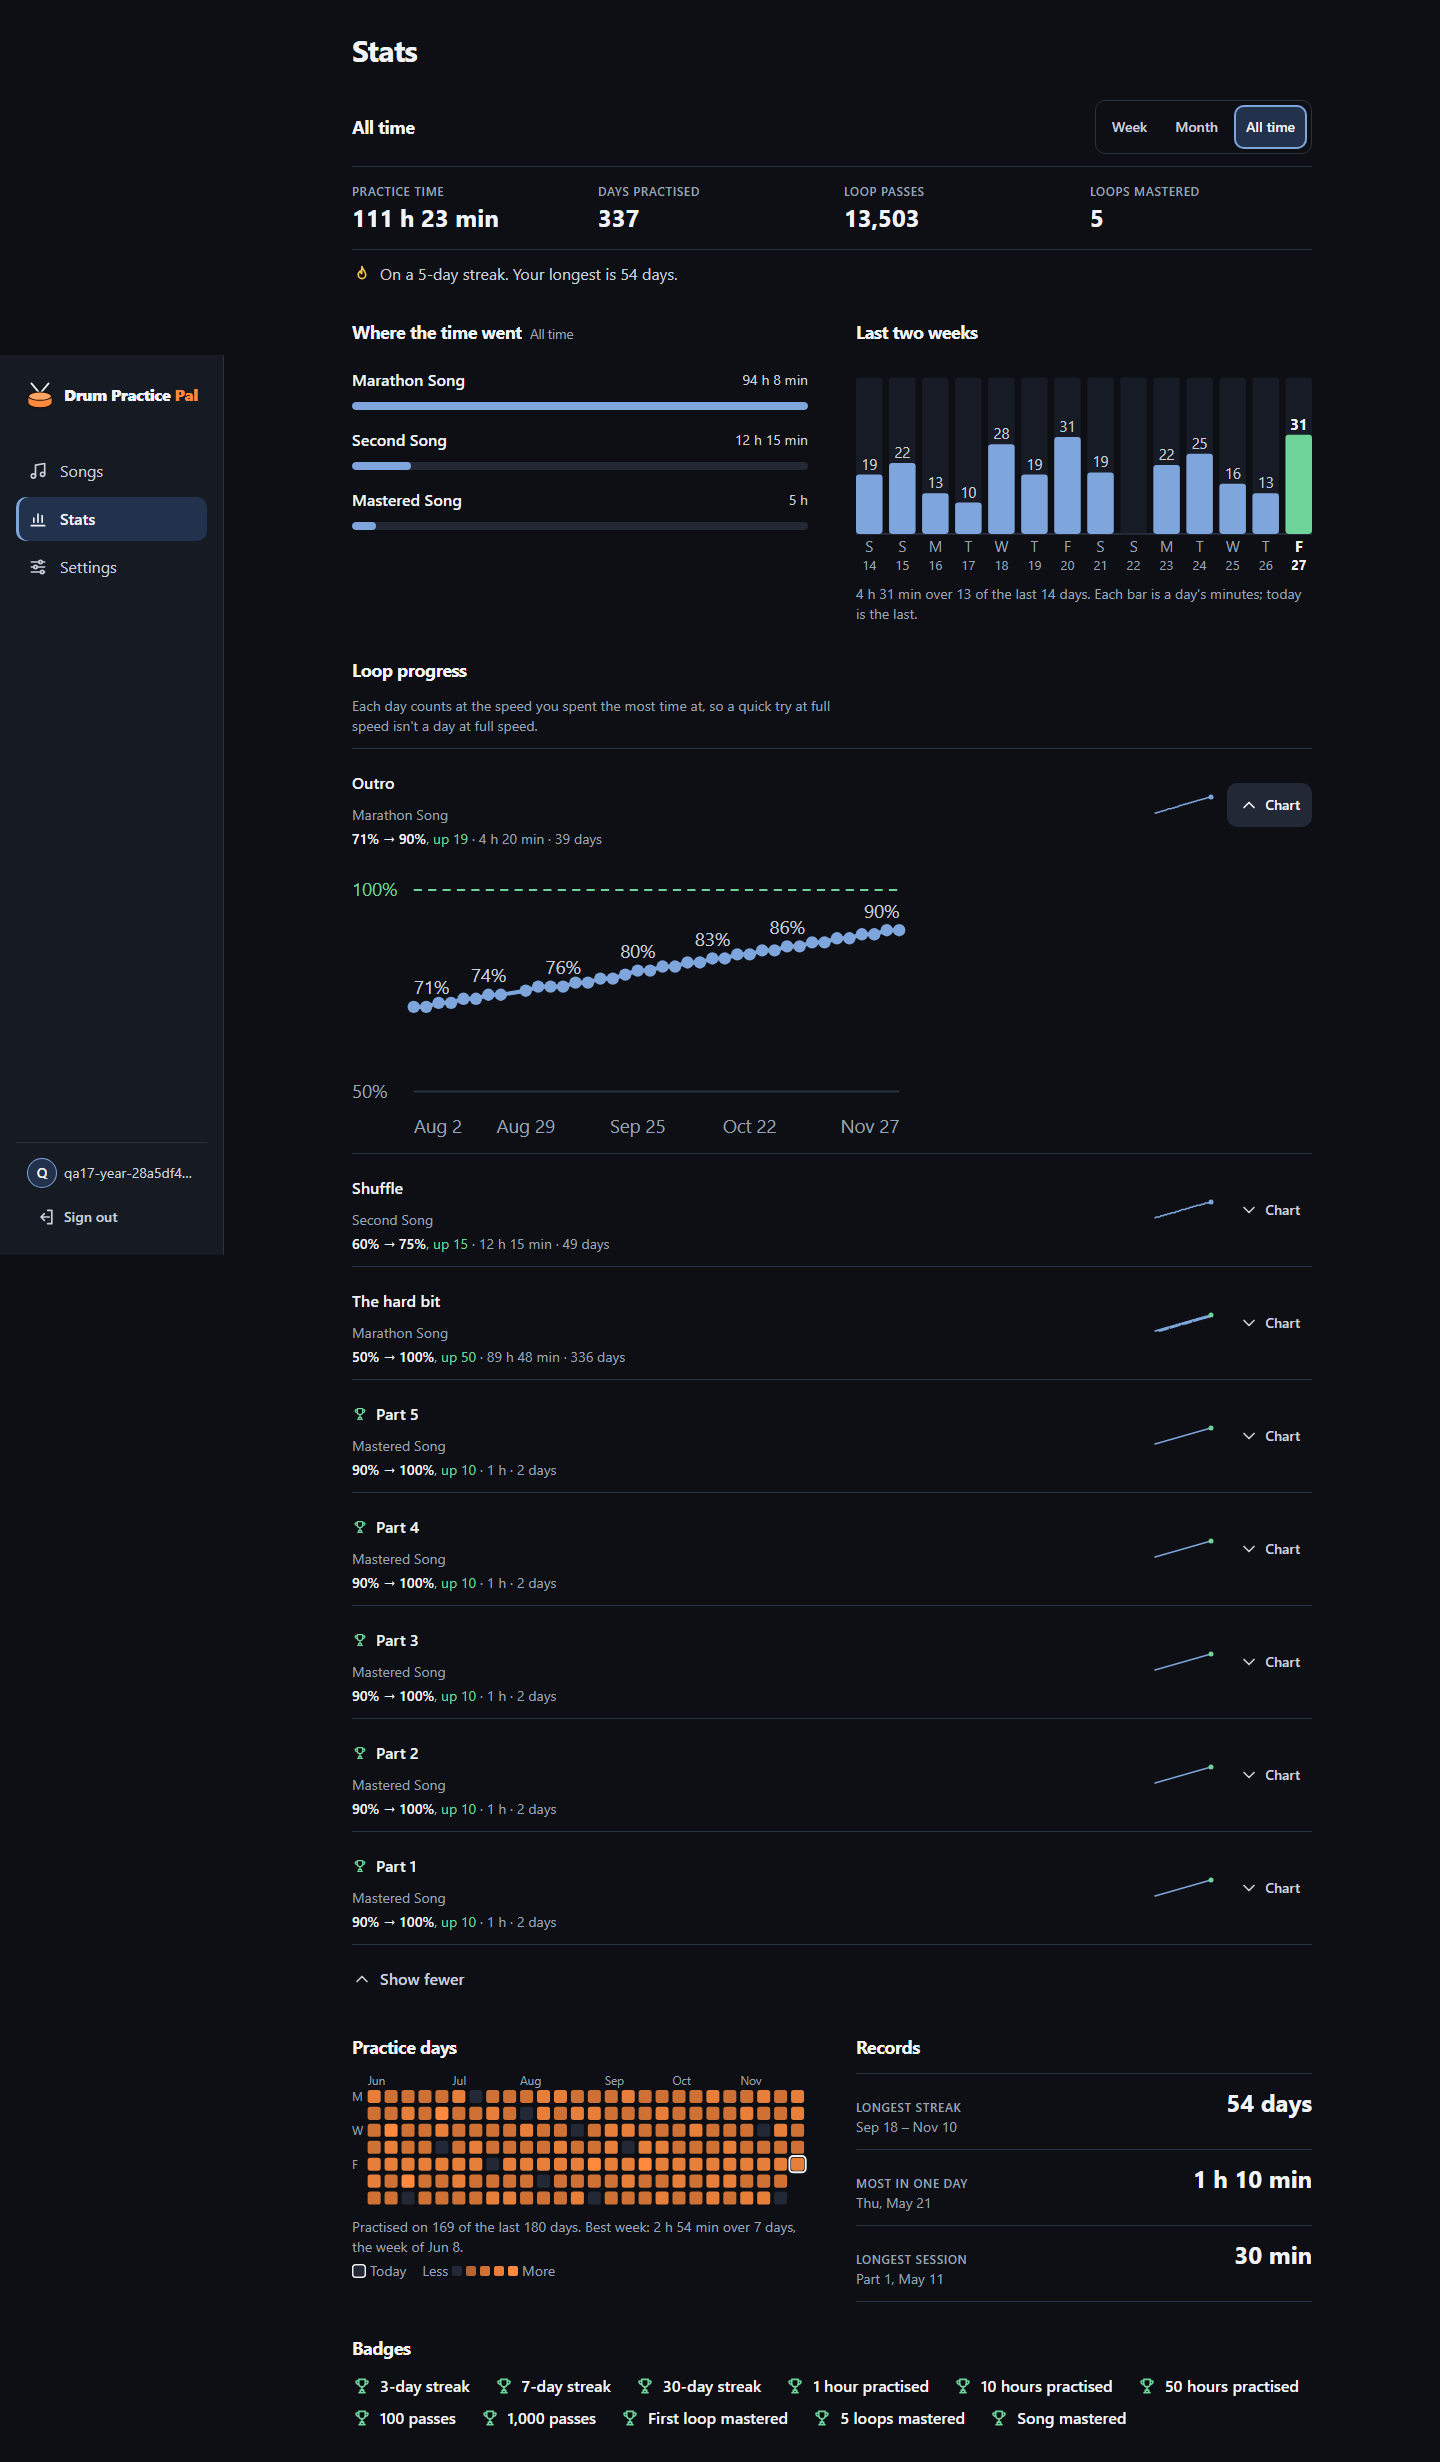 Stats
All time
Week Month All time
PRACTICE TIME DAYS PRACTISED LOOP PASSES LOOPS MASTERED
111 h 23 min 337 13,503 5
On a 5-day streak. Your longest is 54 days.
Where the time went All time
Marathon Song 94 h 8 min
Second Song 12 h 15 min
Mastered Song 5 h
Last two weeks
19 22 13 10 28 19 31 19 22 25 16 13 31
S S M T W T F S S M T W T F
14 15 16 17 18 19 20 21 22 23 24 25 26 27
4 h 31 min over 13 of the last 14 days. Each bar is a day's minutes; today
is the last.
Drum Practice Pal
Songs
Stats
Settings
qa17-year-28a5df4...
Sign out
Loop progress
Each day counts at the speed you spent the most time at, so a quick try at full
speed isn't a day at full speed.
Outro
Marathon Song
71% → 90%, up 19 · 4 h 20 min · 39 days
Chart
100%
71% 74% 76% 80% 83% 86% 90%
50%
Aug 2 Aug 29 Sep 25 Oct 22 Nov 27
Shuffle
Second Song
60% → 75%, up 15 · 12 h 15 min · 49 days
Chart
The hard bit
Marathon Song
50% → 100%, up 50 · 89 h 48 min · 336 days
Chart
Part 5
Mastered Song
90% → 100%, up 10 · 1 h · 2 days
Chart
Part 4
Mastered Song
90% → 100%, up 10 · 1 h · 2 days
Chart
Part 3
Mastered Song
90% → 100%, up 10 · 1 h · 2 days
Chart
Part 2
Mastered Song
90% → 100%, up 10 · 1 h · 2 days
Chart
Part 1
Mastered Song
90% → 100%, up 10 · 1 h · 2 days
Chart
Show fewer
Practice days
Jun Jul Aug Sep Oct Nov
M
W
F
Practised on 169 of the last 180 days. Best week: 2 h 54 min over 7 days,
the week of Jun 8.
Today Less More
Records
LONGEST STREAK 54 days
Sep 18 – Nov 10
MOST IN ONE DAY 1 h 10 min
Thu, May 21
LONGEST SESSION 30 min
Part 1, May 11
Badges
3-day streak 7-day streak 30-day streak 1 hour practised 10 hours practised 50 hours practised
100 passes 1,000 passes First loop mastered 5 loops mastered Song mastered
Q